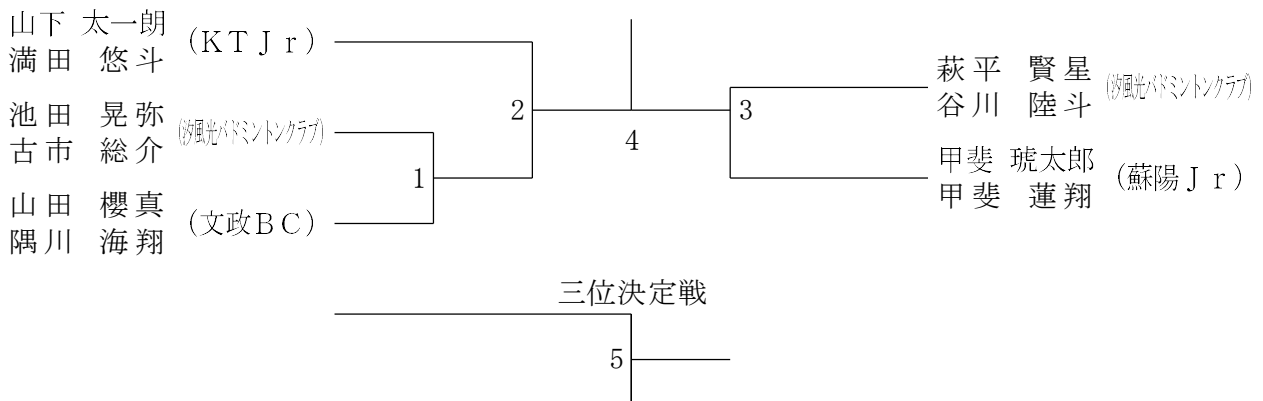 山下 太一朗
満田 悠斗
(ＫＴＪｒ)
池田 晃弥
古市 総介
(汐風光バドミントンクラブ)
山田 櫻真
隅川 海翔
(文政ＢＣ)
1
2
4
3
萩平 賢星
谷川 陸斗
(汐風光バドミントンクラブ)
甲斐 琥太郎
甲斐 蓮翔
(蘇陽Ｊｒ)
三位決定戦
5